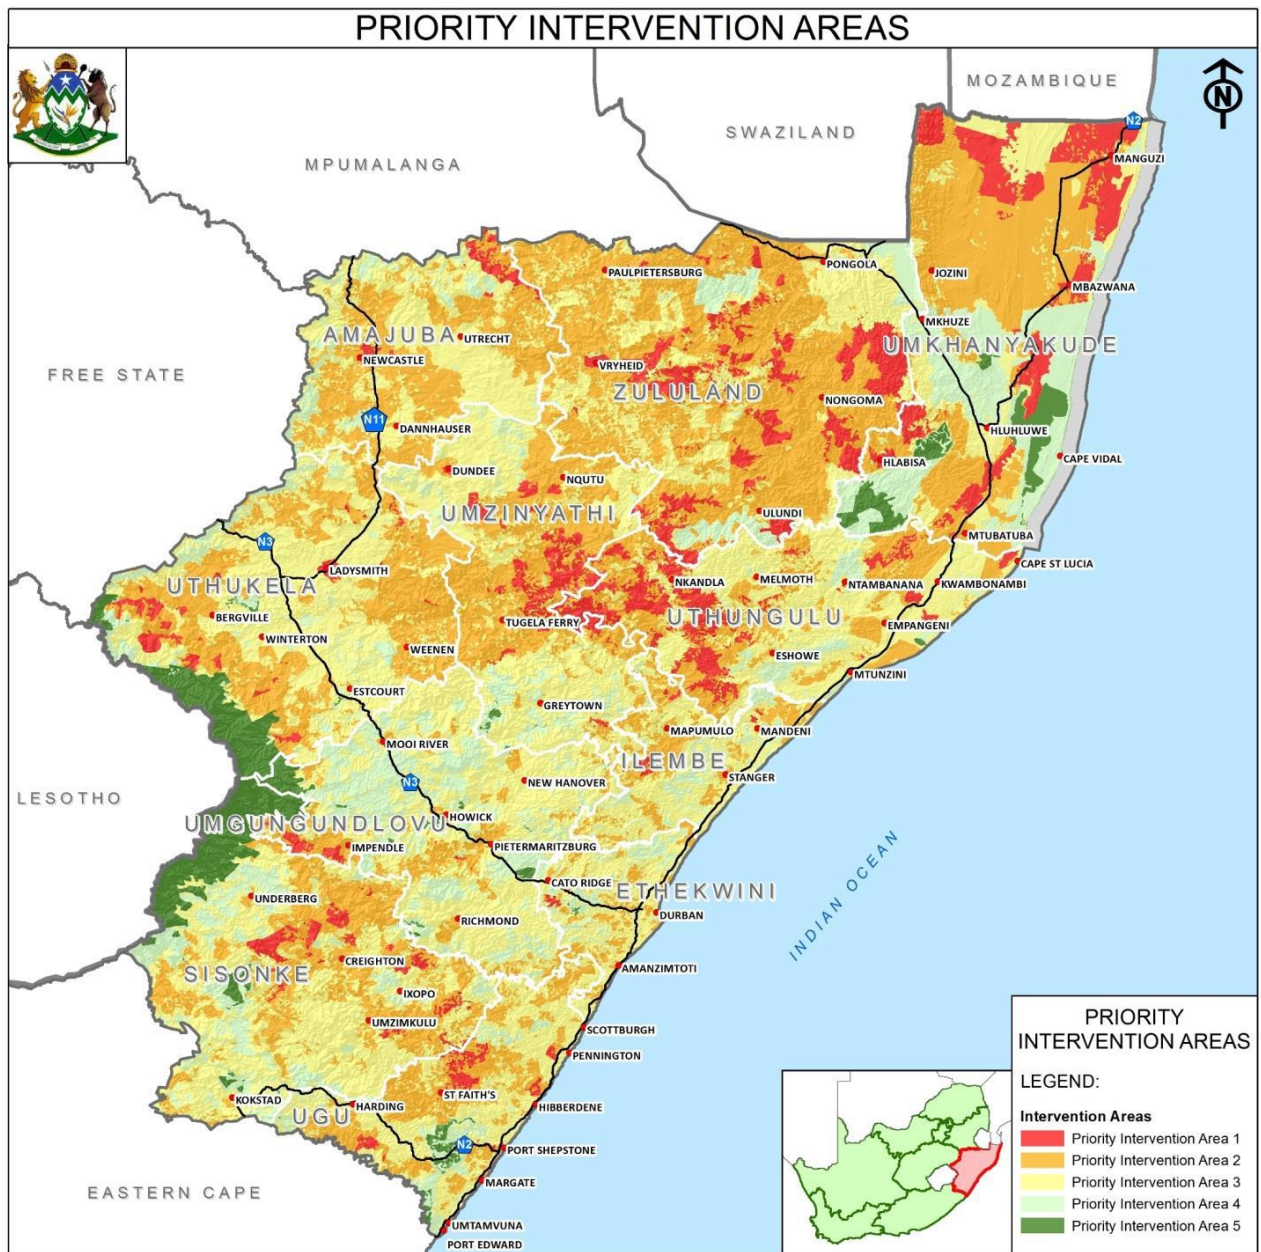 PRIORITY INTERVENTION AREAS
MOZAMBIQUE
SWAZILAND
MPUMALANGA
N
N2
MANGUZI
PONGOLA
PAULPIETERSBURG
JOZINI
MBAZWANA
MKHUZE
AMAJUBA
UTRECHT
UMKHANYAKUDE
NEWCASTLE
VRYHEID
FREE STATE
ZULULAND
NONGOMA
N11
DANNHAUSER
HLUHLUWE
HLABISA
CAPE VIDAL
DUNDEE
NQUTU
UMZINYATHI
ULUNDI
MTUBATUBA
N3
CAPE ST LUCIA
LADYSMITH
UTHUKELA
NKANDLA
MELMOTH
NTAMBANANA
KWAMBONAMBI
BERGVILLE
TUGELA FERRY
UTHUNGULU
EMPANGENI
WINTERTON
WEENEN
ESHOWE
MTUNZINI
ESTCOURT
GREYTOWN
MAPUMULO
MANDENI
MOOI RIVER
ILEMBE
N3
NEW HANOVER
STANGER
LESOTHO
UMGUNGUNDLOVU
HOWICK
IMPENDLE
PIETERMARITZBURG
CATO RIDGE
ETHEKWINI
UNDERBERG
DURBAN
RICHMOND
INDIAN OCEAN
CREIGHTON
AMANZIMTOTI
SISONKE
IXOPO
UMZIMKULU
SCOTTBURGH
PENNINGTON
KOKSTAD
ST FAITH'S
HARDING
HIBBERDENE
UGU
N2
PORT SHEPSTONE
MARGATE
EASTERN CAPE
UMTAMVUNA
PORT EDWARD
PRIORITY
INTERVENTION AREAS
LEGEND:
Intervention Areas
Priority Intervention Area 1
Priority Intervention Area 2
Priority Intervention Area 3
Priority Intervention Area 4
Priority Intervention Area 5